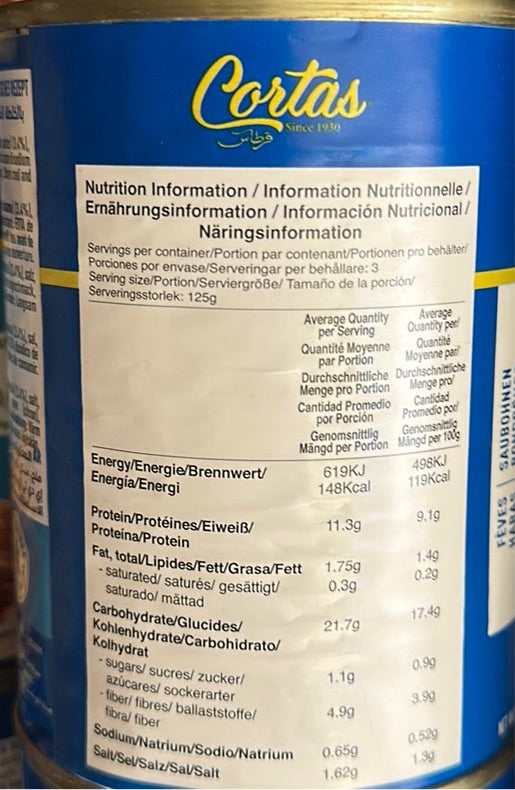 Cortas
Since 1930
قرطاس
Nutrition Information / Information Nutritionnelle /
Ernährungsinformation / Información Nutricional /
Näringsinformation
Servings per container/Portion par contenant/Portionen pro behälter/
Porciones por envase/Serveringar per behållare: 3
Serving size/Portion/Serviergröße/ Tamaño de la porción/
Serveringsstorlek: 125g
Average Quantity per Serving
Quantité Moyenne par Portion
Durchschnittliche Menge pro Portion
Cantidad Promedio por Porción
Genomsnittlig Mängd per Portion
Average Quantity per/
Quantité Moyenne par/
Durchschnittliche Menge pro/
Cantidad Promedio por/
Genomsnittlig Mängd per 100g
Energy/Energie/Brennwert/ 619KJ 498KJ
Energía/Energi 148Kcal 119Kcal
Protein/Protéines/Eiweiß/ 11.3g 9.1g
Proteína/Protein
Fat, total/Lipides/Fett/Grasa/Fett 1.75g 1.4g
- saturated/ saturés/ gesättigt/ 0.3g 0.2g
saturado/ mättad
Carbohydrate/Glucides/ 21.7g 17.4g
Kohlenhydrate/Carbohidrato/
Kolhydrat
- sugars/ sucres/ zucker/ 1.1g 0.9g
azúcares/ sockerarter
- fiber/ fibres/ ballaststoffe/ 4.9g 3.9g
fibra/ fiber
Sodium/Natrium/Sodio/Natrium 0.65g 0.52g
Salt/Sel/Salz/Sal/Salt 1.62g 1.3g
FÈVES | SAUBOHNEN
HABAS